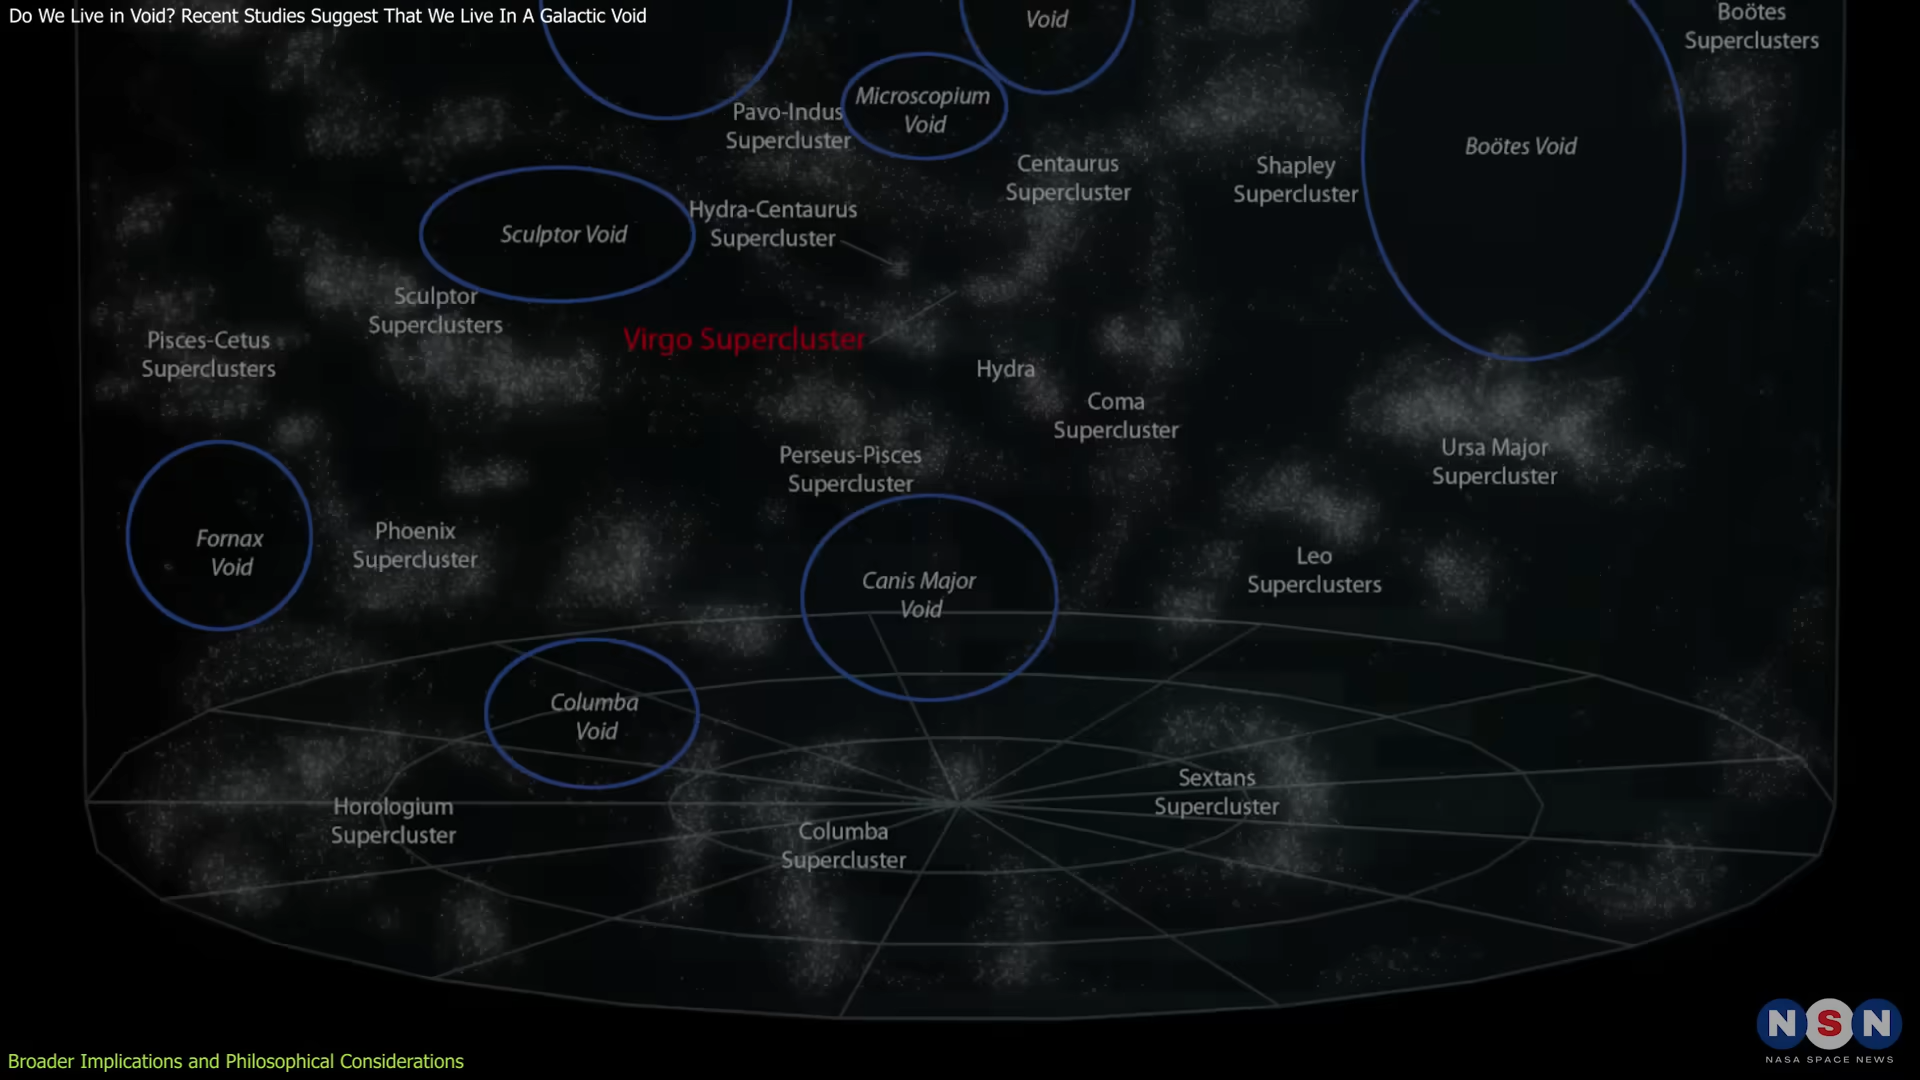 Do We Live in Void? Recent Studies Suggest That We Live In A Galactic Void
Void
Boötes
Superclusters
Microscopium
Void
Pavo-Indus
Supercluster
Boötes Void
Centaurus
Supercluster
Shapley
Supercluster
Sculptor Void
Hydra-Centaurus
Supercluster
Sculptor
Superclusters
Virgo Supercluster
Pisces-Cetus
Superclusters
Hydra
Coma
Supercluster
Perseus-Pisces
Supercluster
Ursa Major
Supercluster
Fornax
Void
Phoenix
Supercluster
Canis Major
Void
Leo
Superclusters
Columba
Void
Sextans
Supercluster
Horologium
Supercluster
Columba
Supercluster
NSN
NASA SPACE NEWS
Broader Implications and Philosophical Considerations